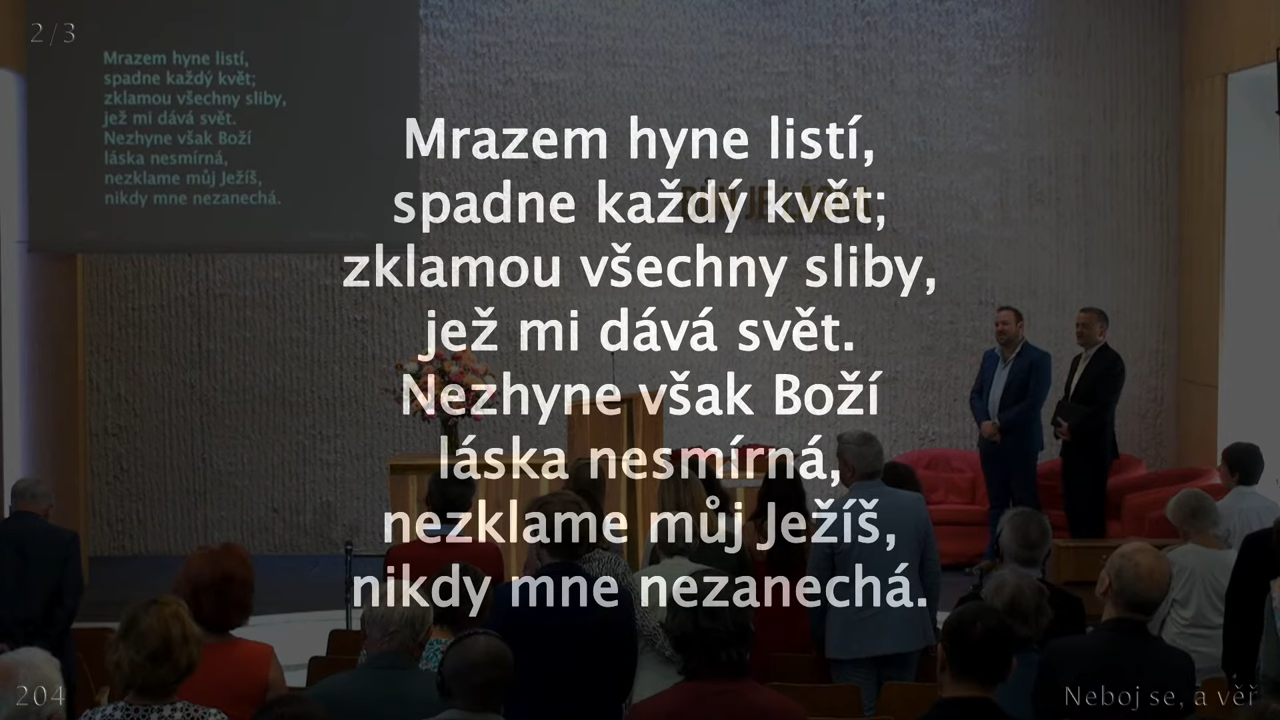 2/3
Mrazem hyne listí,
spadne každý květ;
zklamou všechny sliby,
jež mi dává svět.
Nezhyne však Boží
láska nesmírná,
nezklame můj Ježíš,
nikdy mne nezanechá.
Mrazem hyne listí,
spadne každý květ;
zklamou všechny sliby,
jež mi dává svět.
Nezhyne však Boží
láska nesmírná,
nezklame můj Ježíš,
nikdy mne nezanechá.
204
Neboj se, a věř